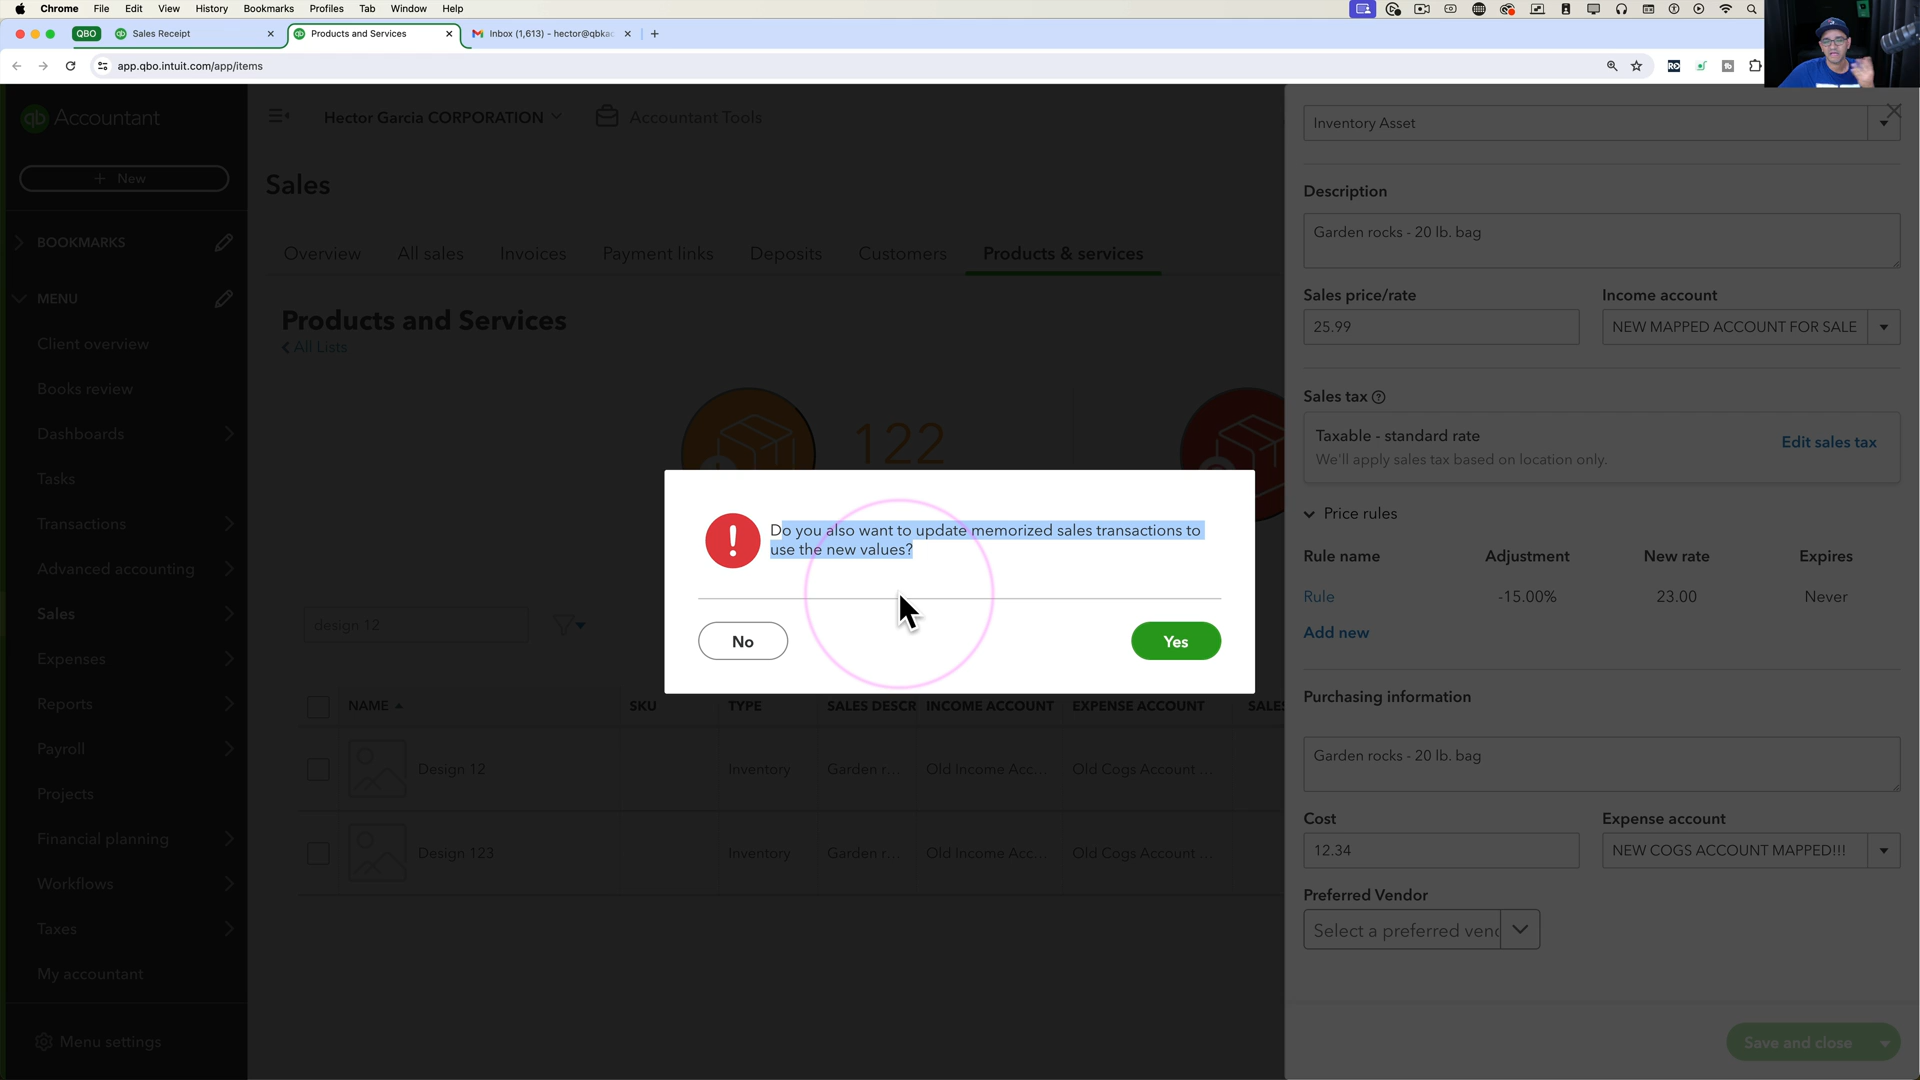 Chrome File Edit View History Bookmarks Profiles Tab Window Help
QBO Sales Receipt Products and Services Inbox (1,613) - hector@qbka
app.qbo.intuit.com/app/items
qb Accountant
Hector Garcia CORPORATION
Accountant Tools
+ New
Sales
BOOKMARKS
MENU
Client overview
Books review
Dashboards
Tasks
Transactions
Advanced accounting
Sales
Expenses
Reports
Payroll
Projects
Financial planning
Workflows
Taxes
My accountant
Menu settings
Overview All sales Invoices Payment links Deposits Customers Products & services
Products and Services
All Lists
122
design 12
NAME SKU TYPE SALES DESCR INCOME ACCOUNT EXPENSE ACCOUNT SALES
Design 12 Inventory Garden r... Old Income Acc... Old Cogs Account ...
Design 123 Inventory Garden r... Old Income Acc... Old Cogs Account ...
Do you also want to update memorized sales transactions to
use the new values?
No Yes
Inventory Asset
Description
Garden rocks - 20 lb. bag
Sales price/rate Income account
25.99 NEW MAPPED ACCOUNT FOR SALE
Sales tax
Taxable - standard rate
Edit sales tax
We'll apply sales tax based on location only.
Price rules
Rule name Adjustment New rate Expires
Rule -15.00% 23.00 Never
Add new
Purchasing information
Garden rocks - 20 lb. bag
Cost Expense account
12.34 NEW COGS ACCOUNT MAPPED!!!
Preferred Vendor
Select a preferred venc
Save and close